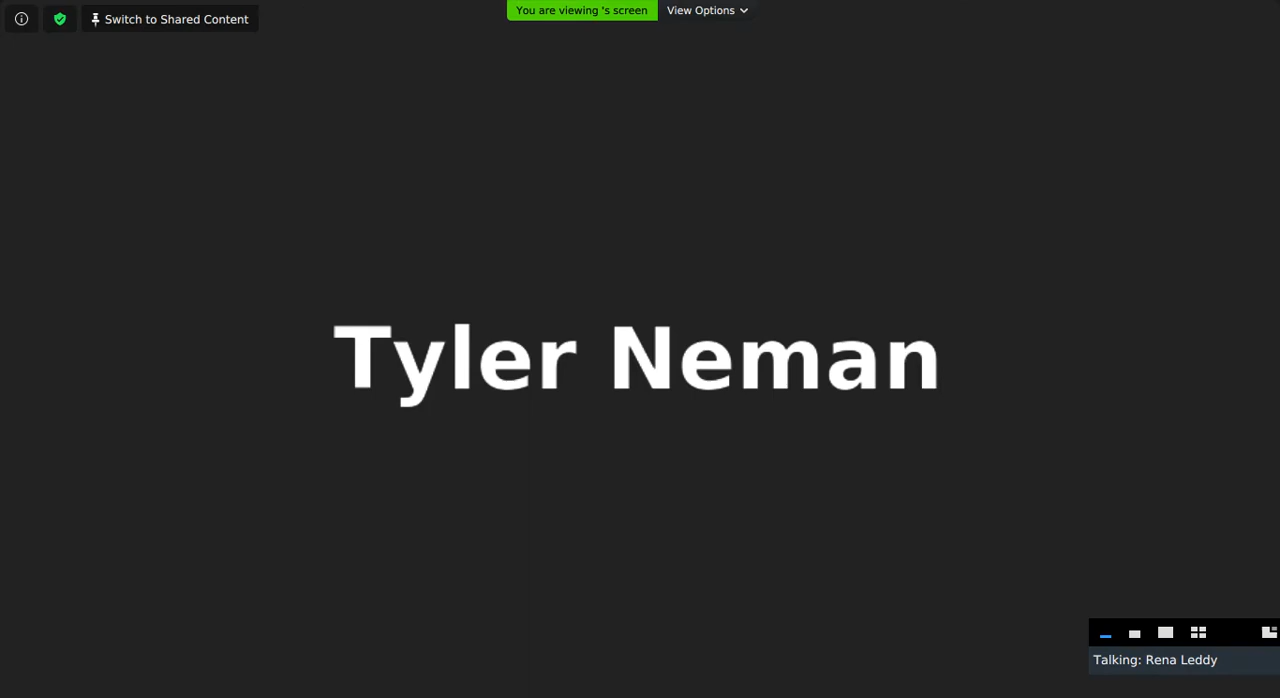 Switch to Shared Content
You are viewing 's screen
View Options
Tyler Neman
Talking: Rena Leddy